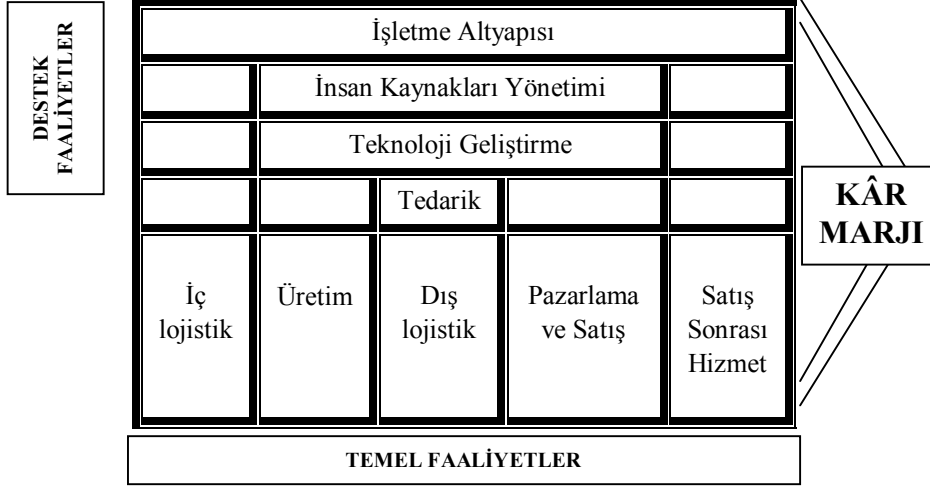 DESTEK
FAALİYETLER
İşletme Altyapısı
İnsan Kaynakları Yönetimi
Teknoloji Geliştirme
Tedarik
İç
lojistik
Üretim
Dış
lojistik
Pazarlama
ve Satış
Satış
Sonrası
Hizmet
KÂR
MARJI
TEMEL FAALİYETLER